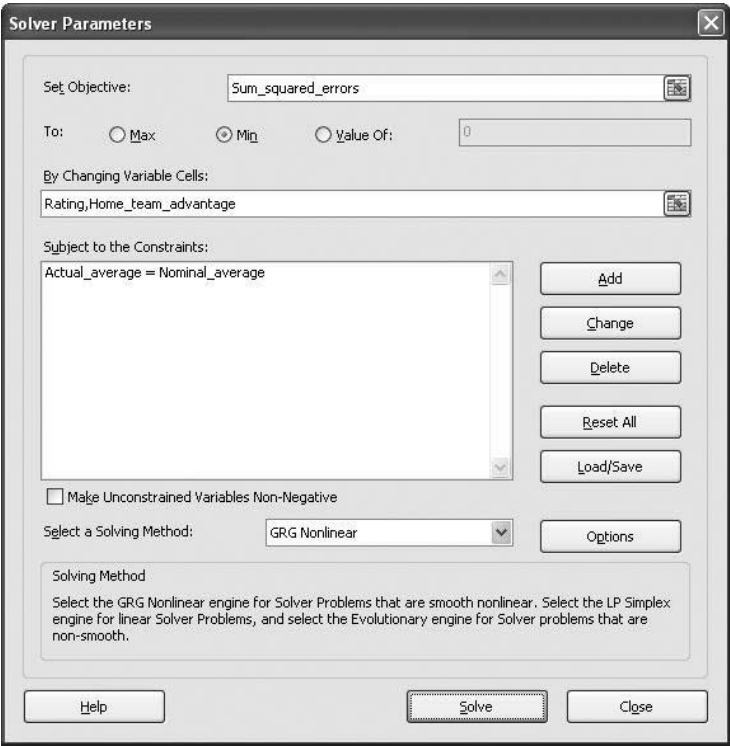 Solver Parameters
Set Objective:
Sum_squared_errors
To:
Max
Min
Value Of:
0
By Changing Variable Cells:
Rating,Home_team_advantage
Subject to the Constraints:
Actual_average = Nominal_average
Add
Change
Delete
Reset All
Load/Save
Make Unconstrained Variables Non-Negative
Select a Solving Method:
GRG Nonlinear
Options
Solving Method
Select the GRG Nonlinear engine for Solver Problems that are smooth nonlinear. Select the LP Simplex
engine for linear Solver Problems, and select the Evolutionary engine for Solver problems that are
non-smooth.
Help
Solve
Close